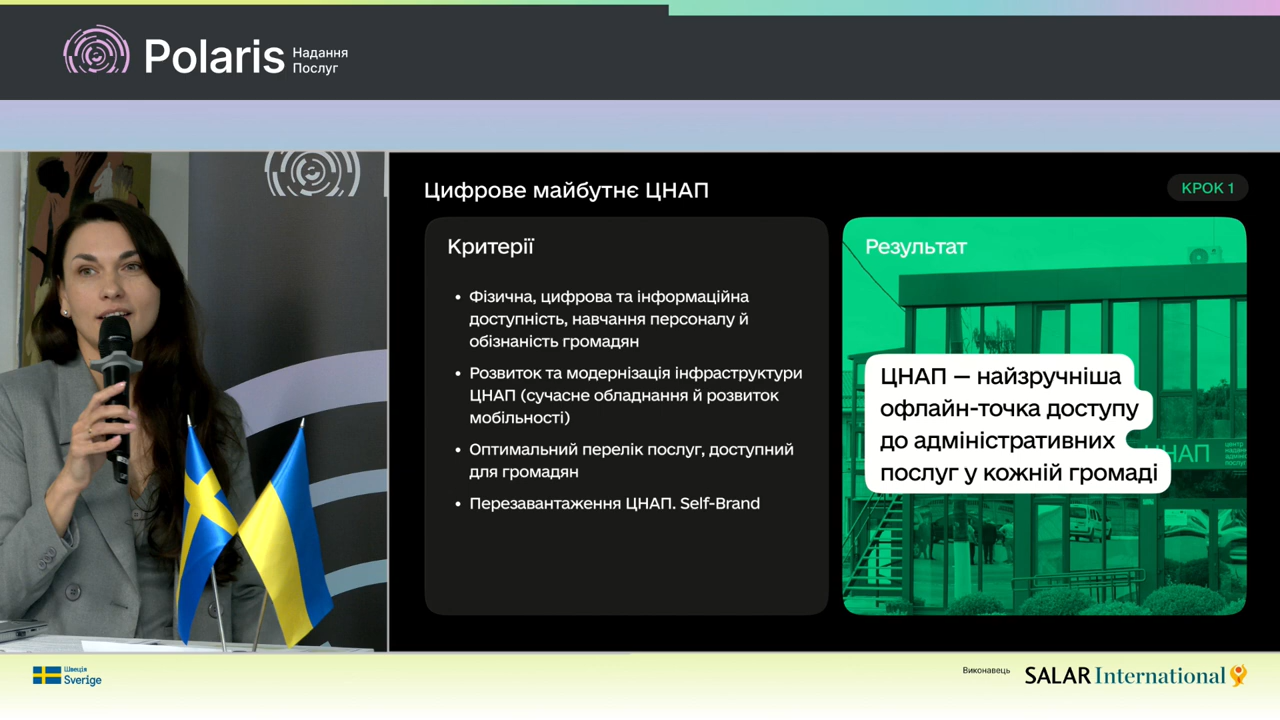 Polaris
Надання
Послуг
Цифрове майбутнє ЦНАП
КРОК 1
Критерії
• Фізична, цифрова та інформаційна
доступність, навчання персоналу й
обізнаність громадян
• Розвиток та модернізація інфраструктури
ЦНАП (сучасне обладнання й розвиток
мобільності)
• Оптимальний перелік послуг, доступний
для громадян
• Перезавантаження ЦНАП. Self-Brand
Результат
ЦНАП — найзручніша
офлайн-точка доступу
до адміністративних
послуг у кожній громаді
Швеція
Sverige
Виконавець
SALAR International